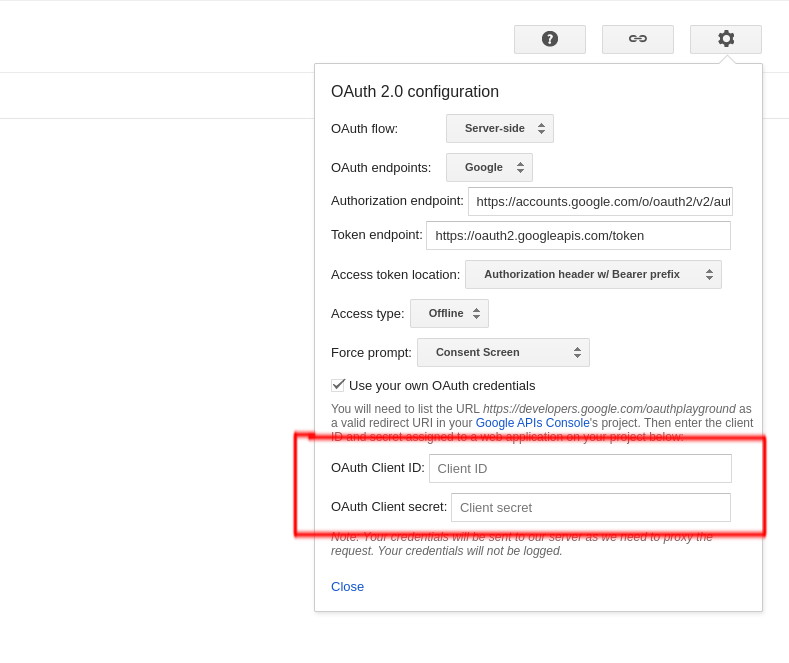 OAuth 2.0 configuration
OAuth flow: Server-side
OAuth endpoints: Google
Authorization endpoint: https://accounts.google.com/o/oauth2/v2/aut
Token endpoint: https://oauth2.googleapis.com/token
Access token location: Authorization header w/ Bearer prefix
Access type: Offline
Force prompt: Consent Screen
Use your own OAuth credentials
You will need to list the URL https://developers.google.com/oauthplayground as
a valid redirect URI in your Google APIs Console's project. Then enter the client
ID and secret assigned to a web application on your project below:
OAuth Client ID: Client ID
OAuth Client secret: Client secret
Note: Your credentials will be sent to our server as we need to proxy the
request. Your credentials will not be logged.
Close